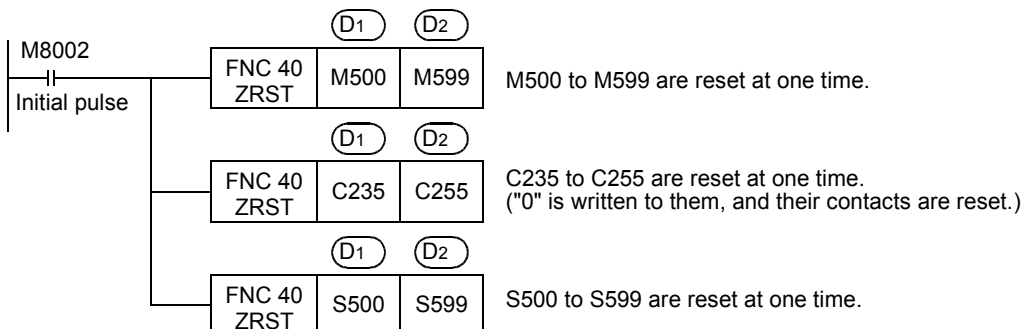 D1 D2
M8002
FNC 40
ZRST
M500 M599
M500 to M599 are reset at one time.
Initial pulse
D1 D2
FNC 40
ZRST
C235 C255
C235 to C255 are reset at one time.
("0" is written to them, and their contacts are reset.)
D1 D2
FNC 40
ZRST
S500 S599
S500 to S599 are reset at one time.